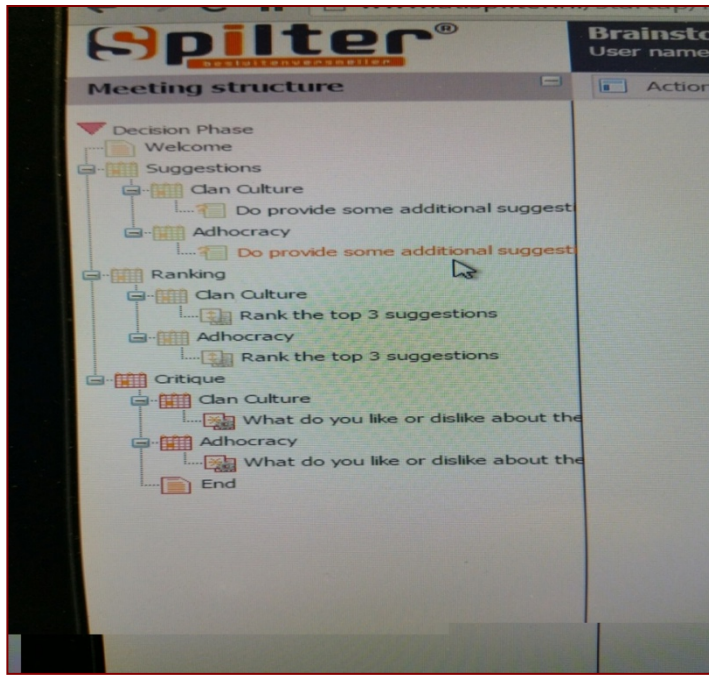 Spilter®
besluitenversneller
Brainsto
User name
Meeting structure
Action
Decision Phase
Welcome
Suggestions
Clan Culture
Do provide some additional suggesti
Adhocracy
Do provide some additional suggest
Ranking
Clan Culture
Rank the top 3 suggestions
Adhocracy
Rank the top 3 suggestions
Critique
Clan Culture
What do you like or dislike about the
Adhocracy
What do you like or dislike about the
End